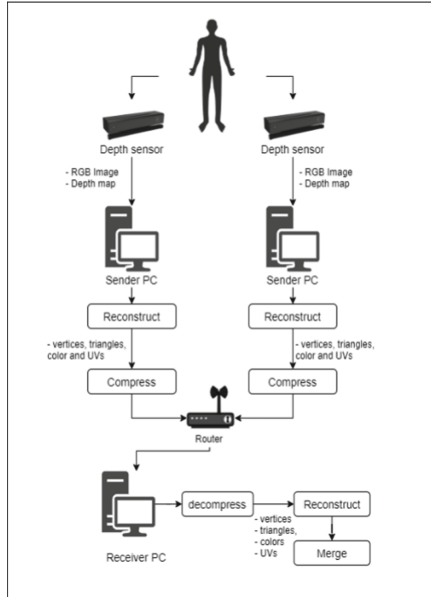 Depth sensor
Depth sensor
- RGB Image
- Depth map
- RGB Image
- Depth map
Sender PC
Sender PC
Reconstruct
Reconstruct
- vertices, triangles,
color and UVs
- vertices, triangles,
color and UVs
Compress
Compress
Router
decompress
Reconstruct
- vertices
- triangles,
- colors
- UVs
Merge
Receiver PC